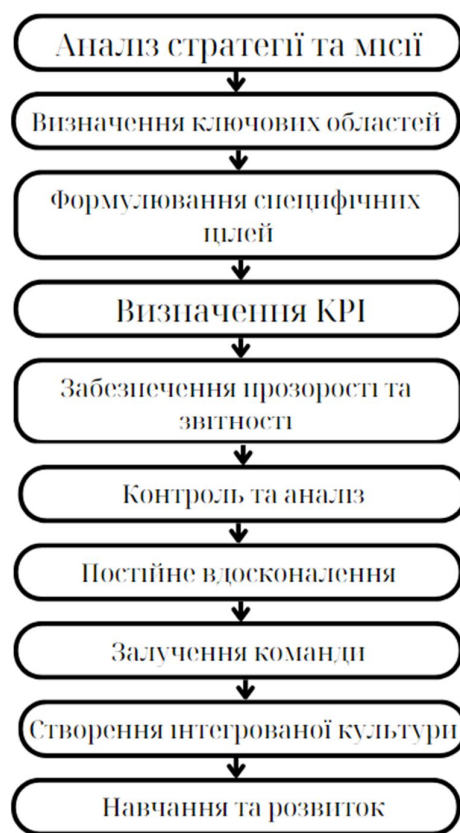 Аналіз стратегії та місії
Визначення ключових областей
Формулювання специфічних
цілей
Визначення KPI
Забезпечення прозорості та
звітності
Контроль та аналіз
Постійне вдосконалення
Залучення команди
Створення інтегрованої культури
Навчання та розвиток